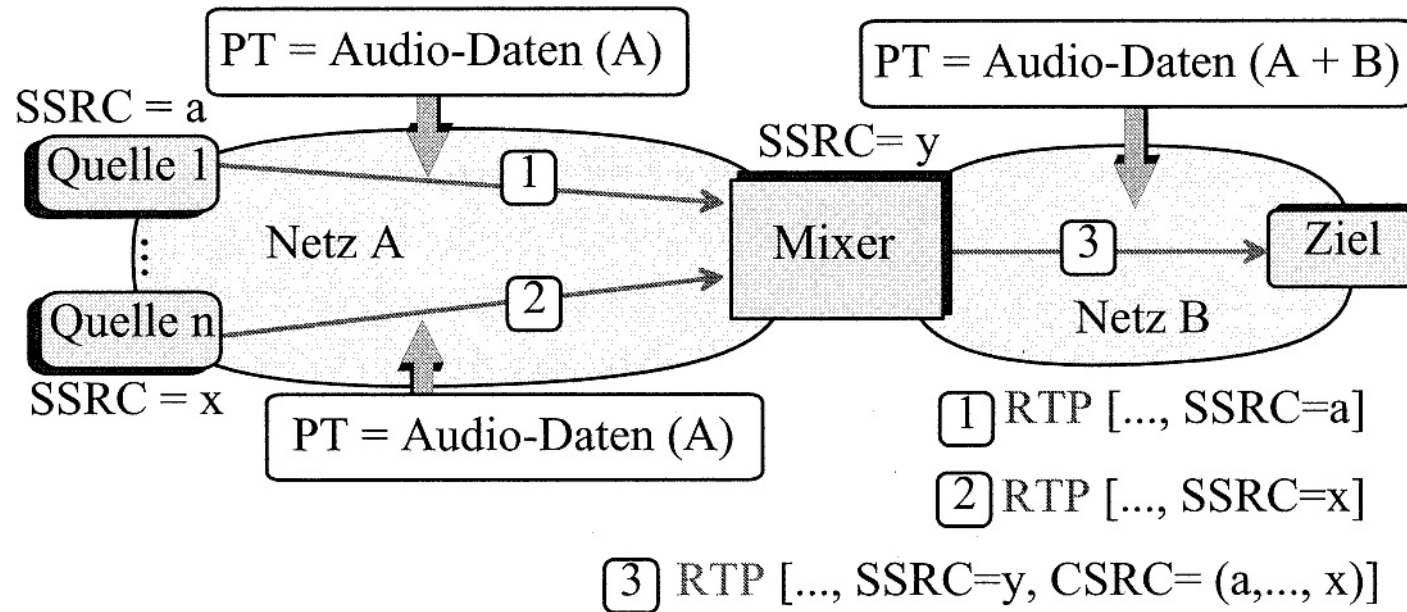 PT = Audio-Daten (A)
PT = Audio-Daten (A + B)
SSRC = a
SSRC= y
Quelle 1
1
Netz A
Mixer
3
Ziel
⋮
2
Quelle n
Netz B
SSRC = x
PT = Audio-Daten (A)
1 RTP [..., SSRC=a]
2 RTP [..., SSRC=x]
3 RTP [..., SSRC=y, CSRC= (a,..., x)]